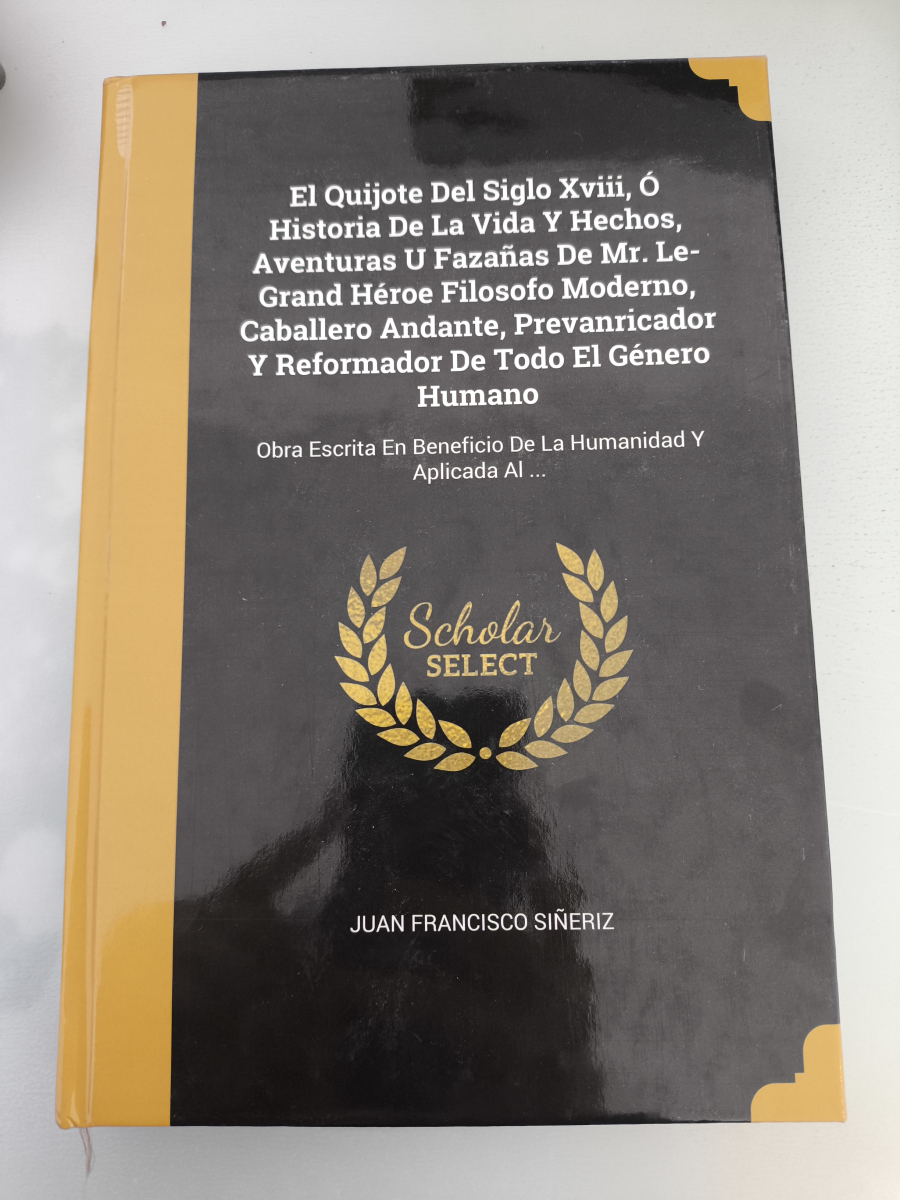 El Quijote Del Siglo Xviii, Ó
Historia De La Vida Y Hechos,
Aventuras U Fazañas De Mr. Le-
Grand Héroe Filosofo Moderno,
Caballero Andante, Prevanricador
Y Reformador De Todo El Género
Humano
Obra Escrita En Beneficio De La Humanidad Y
Aplicada Al ...
Scholar
SELECT
JUAN FRANCISCO SIÑERIZ